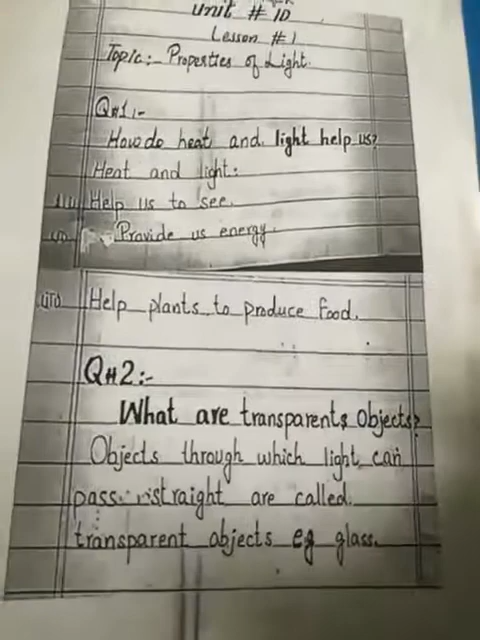 Unit # 10
Lesson # 1
Topic:- Properties of Light.
Q#1:-
How do heat and light help us?
Heat and light:
Help us to see.
Provide us energy.
(iii) Help plants to produce food.
Q#2:-
What are transparents objects?
Objects through which light can
pass straight are called
transparent objects eg glass.